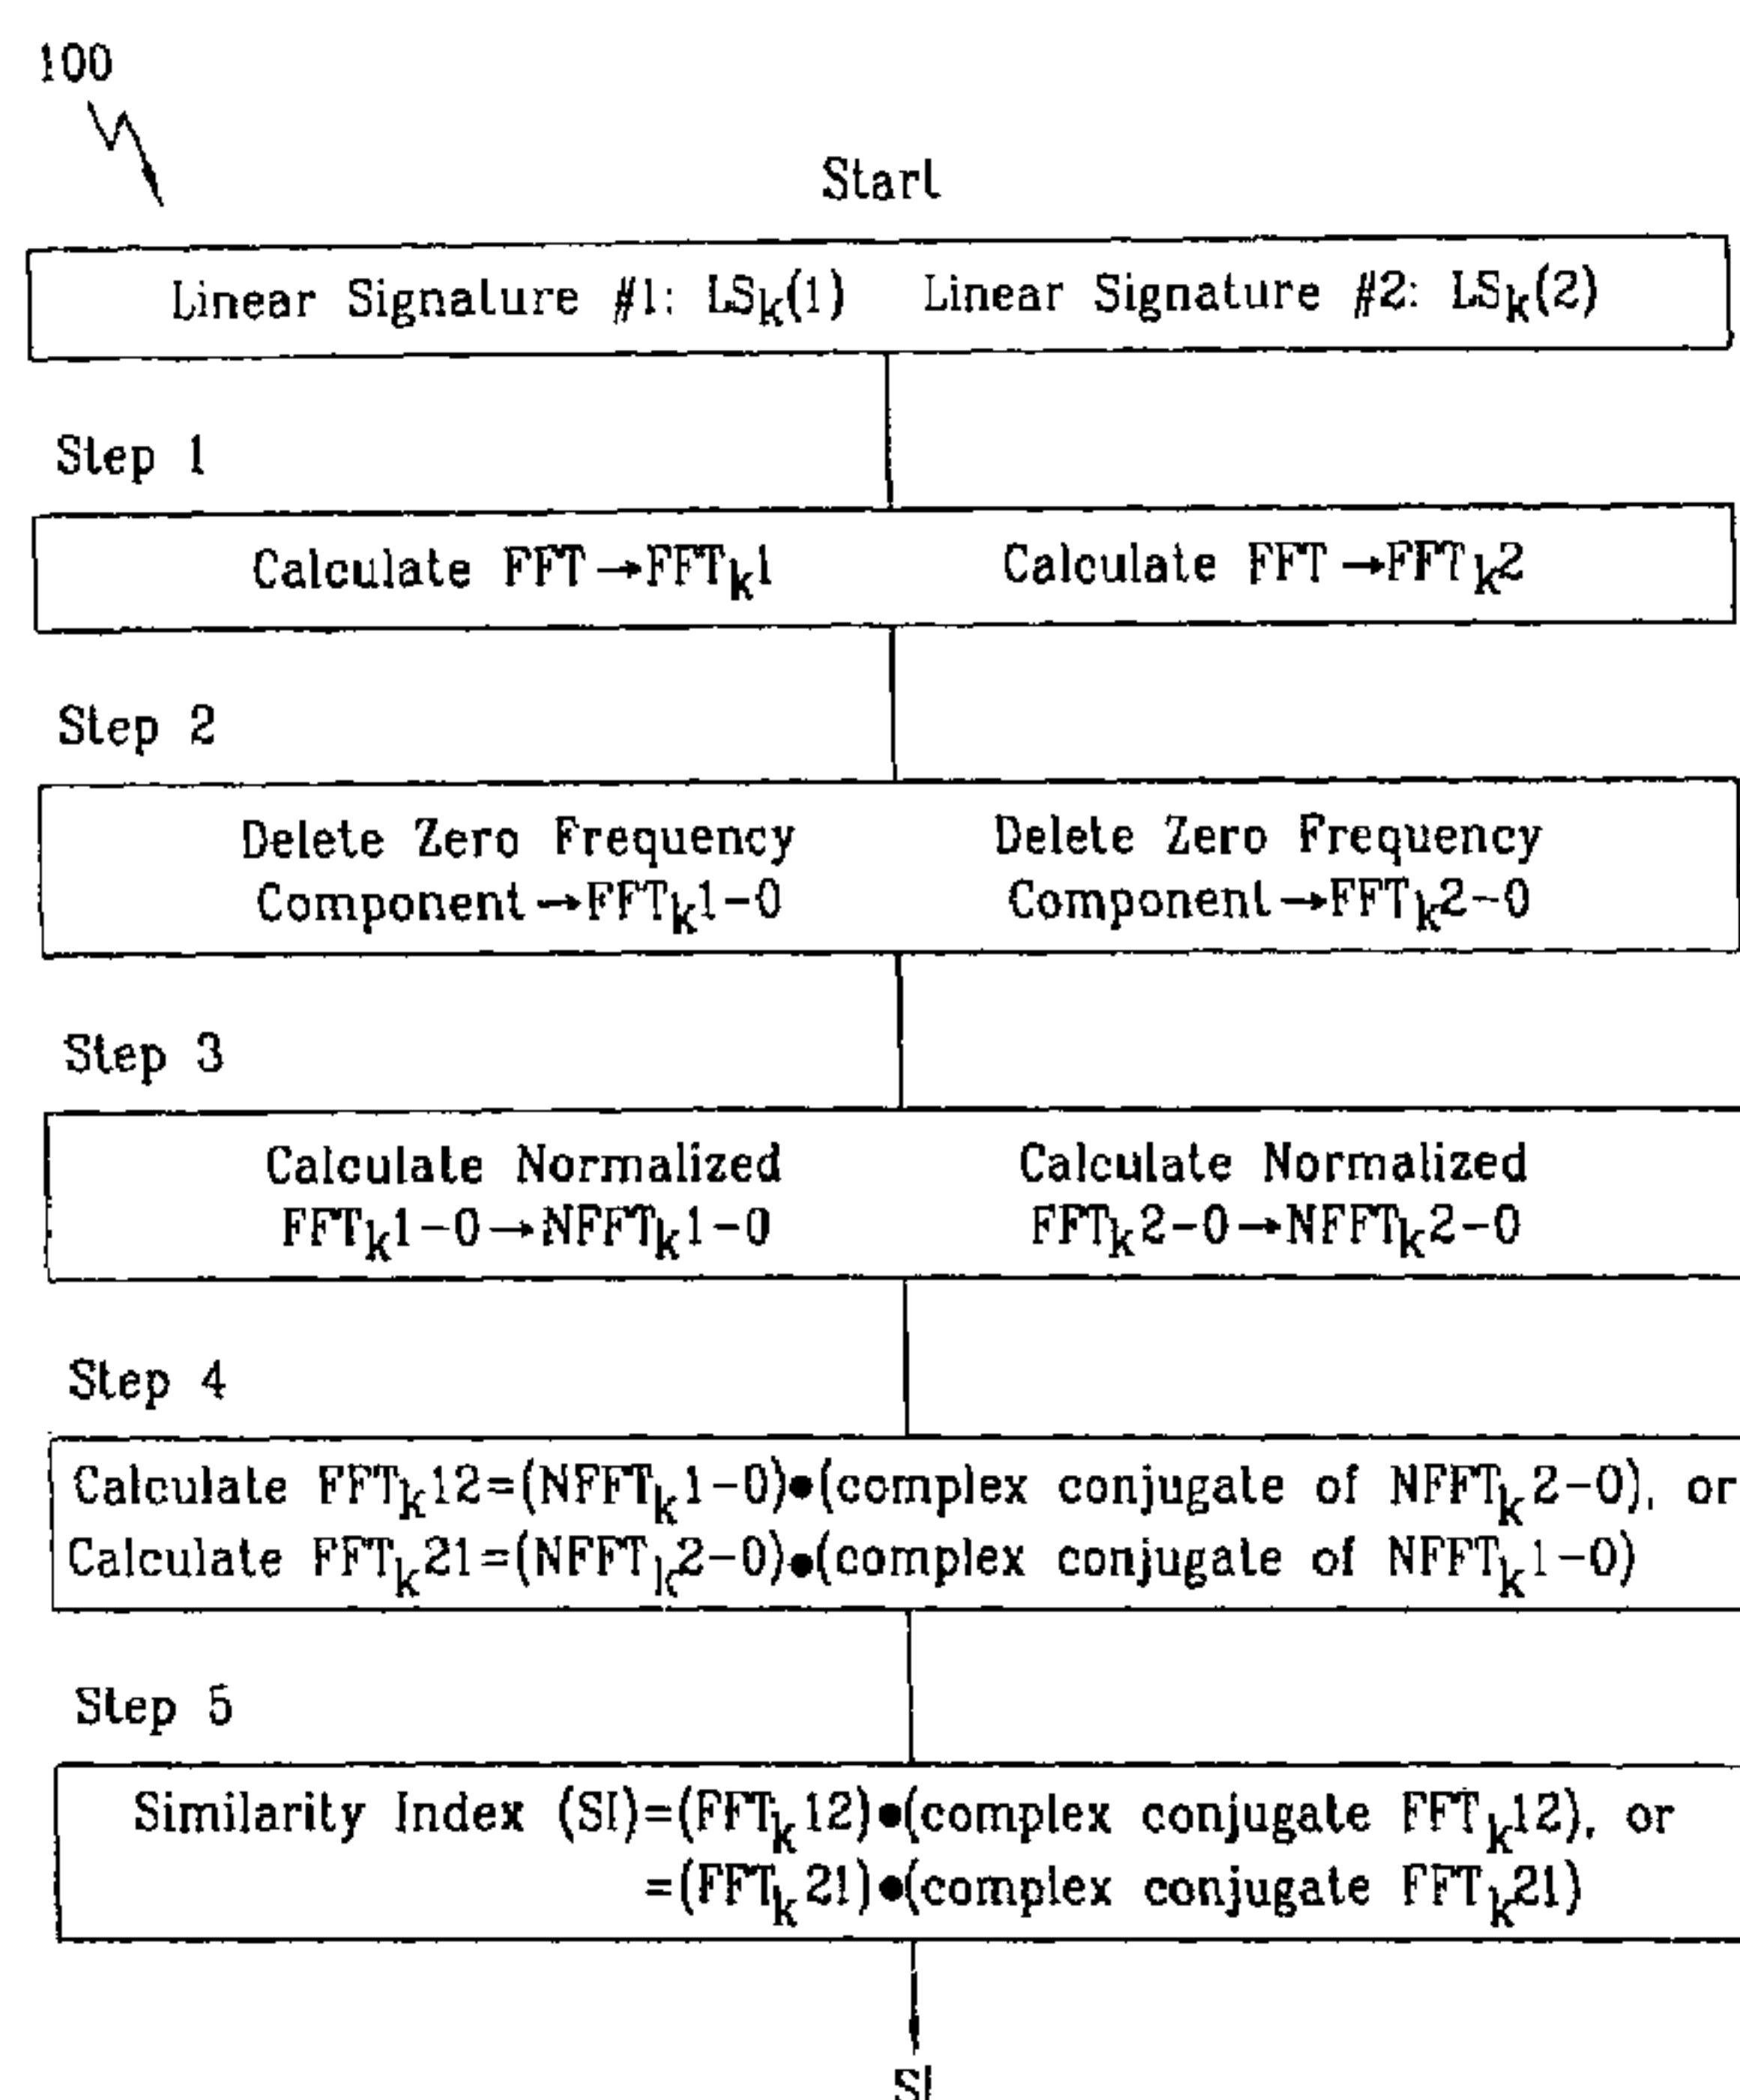 100
Start
Linear Signature #1: LSk(1) Linear Signature #2: LSk(2)
Step 1
Calculate FFT→FFTk1 Calculate FFT→FFTk2
Step 2
Delete Zero Frequency Delete Zero Frequency
Component→FFTk1-0 Component→FFTk2-0
Step 3
Calculate Normalized Calculate Normalized
FFTk1-0→NFFTk1-0 FFTk2-0→NFFTk2-0
Step 4
Calculate FFTk12=(NFFTk1-0)●(complex conjugate of NFFTk2-0), or
Calculate FFTk21=(NFFTk2-0)●(complex conjugate of NFFTk1-0)
Step 5
Similarity Index (SI)=(FFTk12)●(complex conjugate FFTk12), or
=(FFTk21)●(complex conjugate FFTk21)
SI